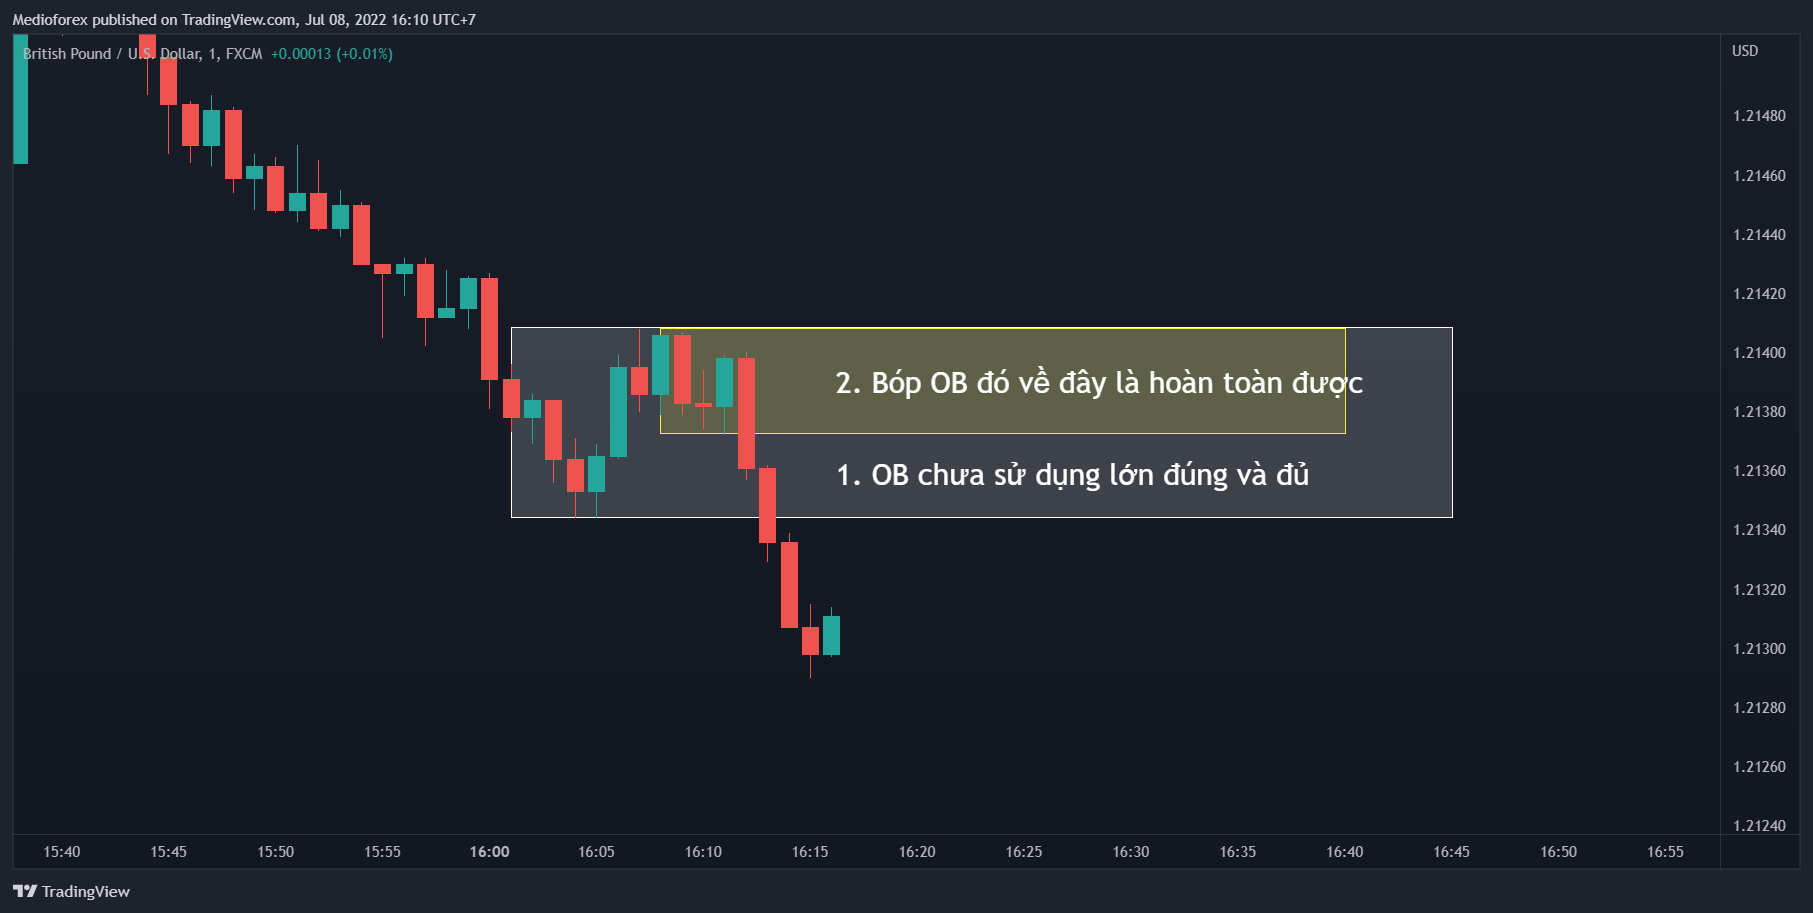 Medioforex published on TradingView.com, Jul 08, 2022 16:10 UTC+7
British Pound / U.S. Dollar, 1, FXCM +0.00013 (+0.01%)
USD
1.21480
1.21460
1.21440
1.21420
1.21400
1.21380
1.21360
1.21340
1.21320
1.21300
1.21280
1.21260
1.21240
2. Bóp OB đó về đây là hoàn toàn được
1. OB chưa sử dụng lớn đúng và đủ
15:40 15:45 15:50 15:55 16:00 16:05 16:10 16:15 16:20 16:25 16:30 16:35 16:40 16:45 16:50 16:55
TradingView